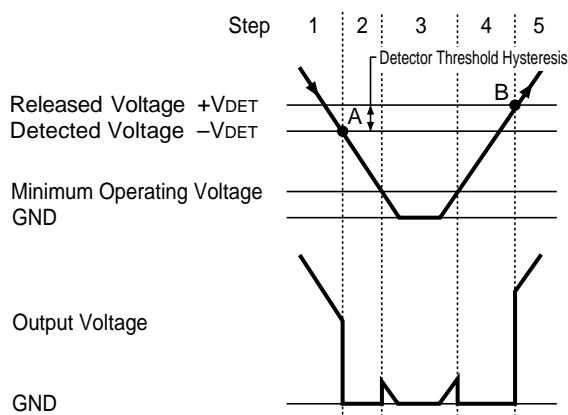 Step 1 2 3 4 5
Detector Threshold Hysteresis
Released Voltage +VDET
A
B
Detected Voltage –VDET
Minimum Operating Voltage
GND
Output Voltage
GND